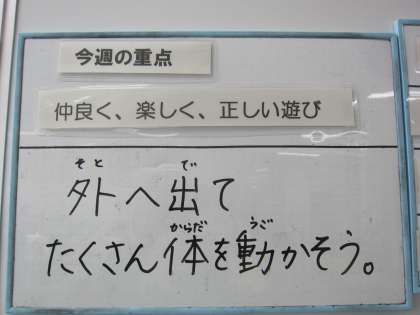 今週の重点
仲良く、楽しく、正しい遊び
そと で
外へ出て
からだ うご
たくさん体を動かそう。